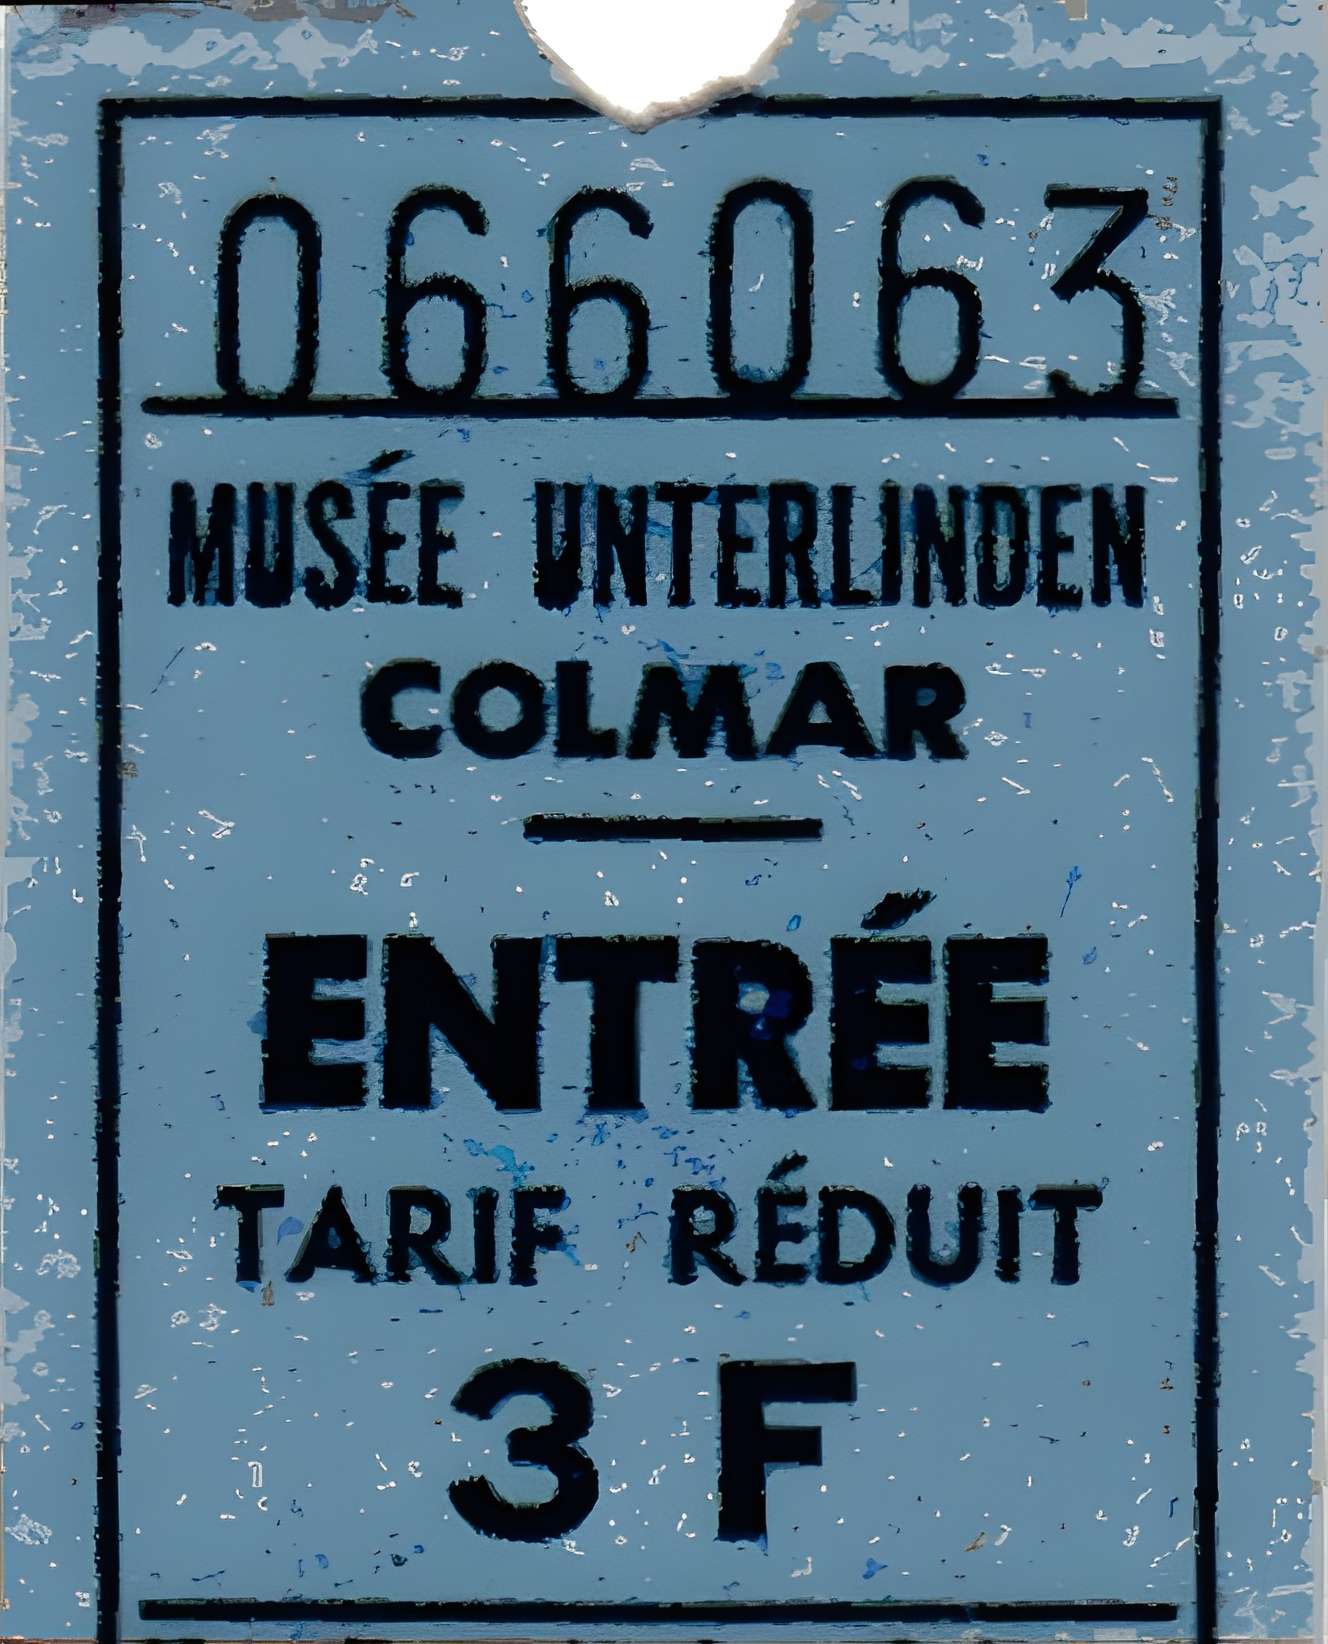 066063
MUSÉE UNTERLINDEN
COLMAR
ENTRÉE
TARIF RÉDUIT
3 F